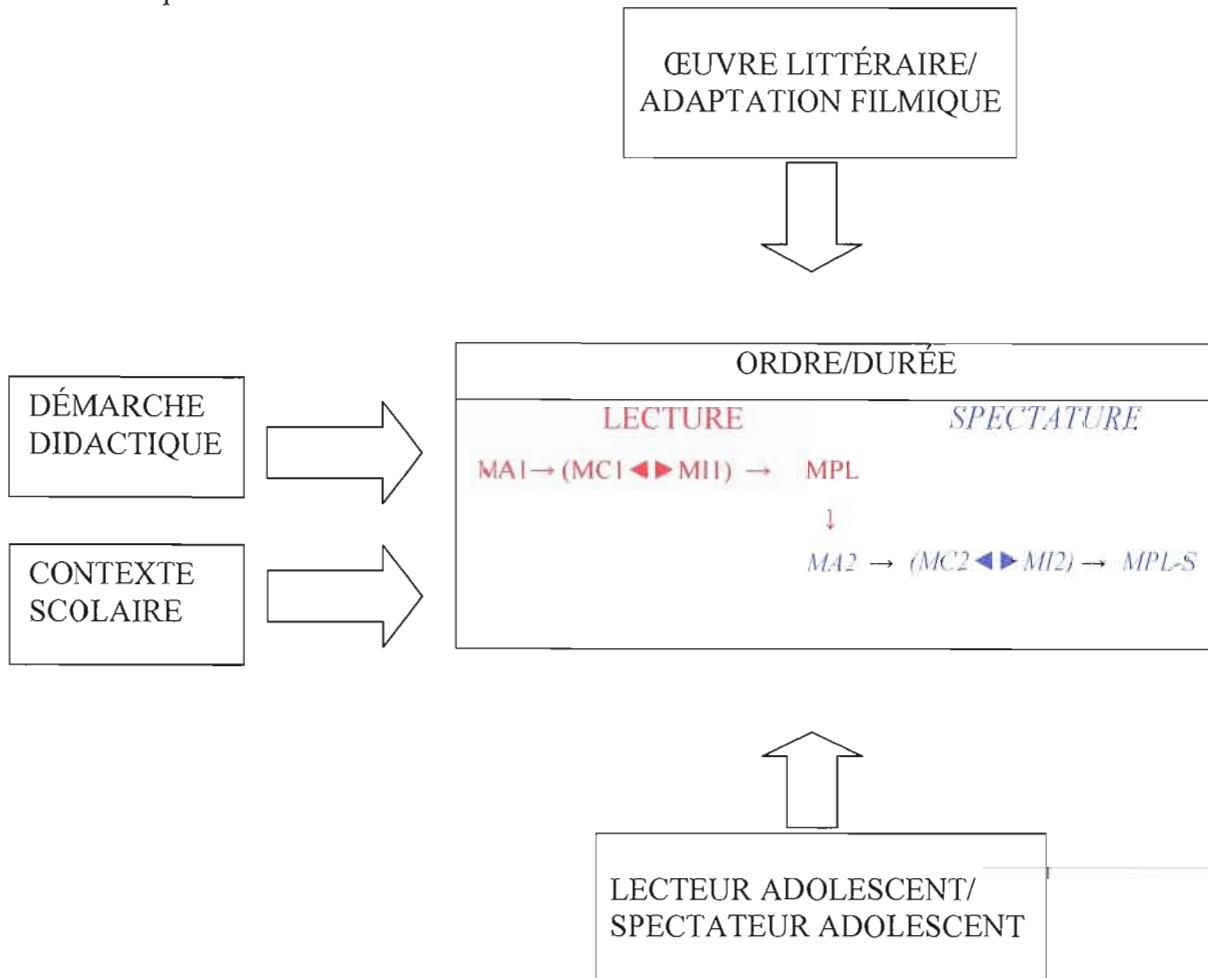 ŒUVRE LITTÉRAIRE/
ADAPTATION FILMIQUE
ORDRE/DURÉE
DÉMARCHE
DIDACTIQUE
LECTURE
SPECTATURE
MA1→(MC1◄►MI1) → MPL
↓
MA2 → (MC2◄►MI2) → MPL-S
CONTEXTE
SCOLAIRE
LECTEUR ADOLESCENT/
SPECTATEUR ADOLESCENT